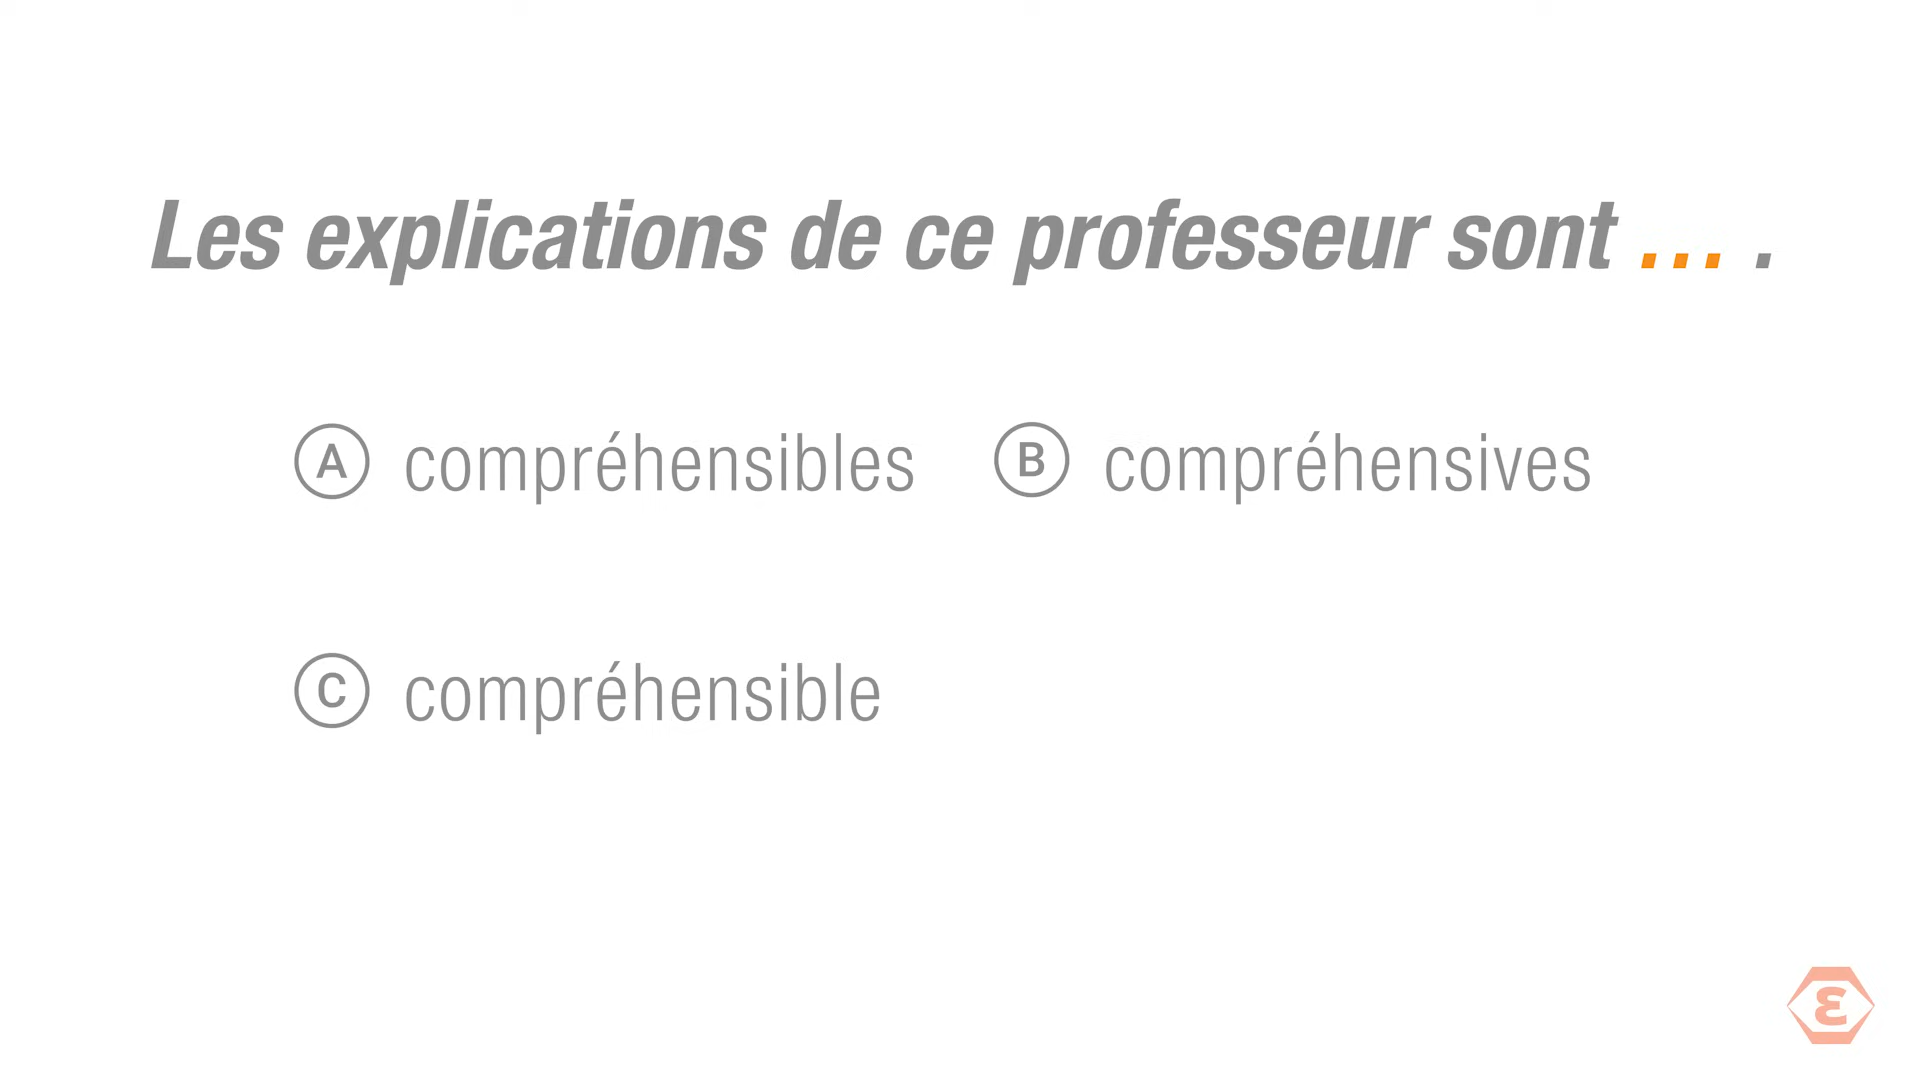 Les explications de ce professeur sont ... .
A compréhensibles B compréhensives
C compréhensible
ε